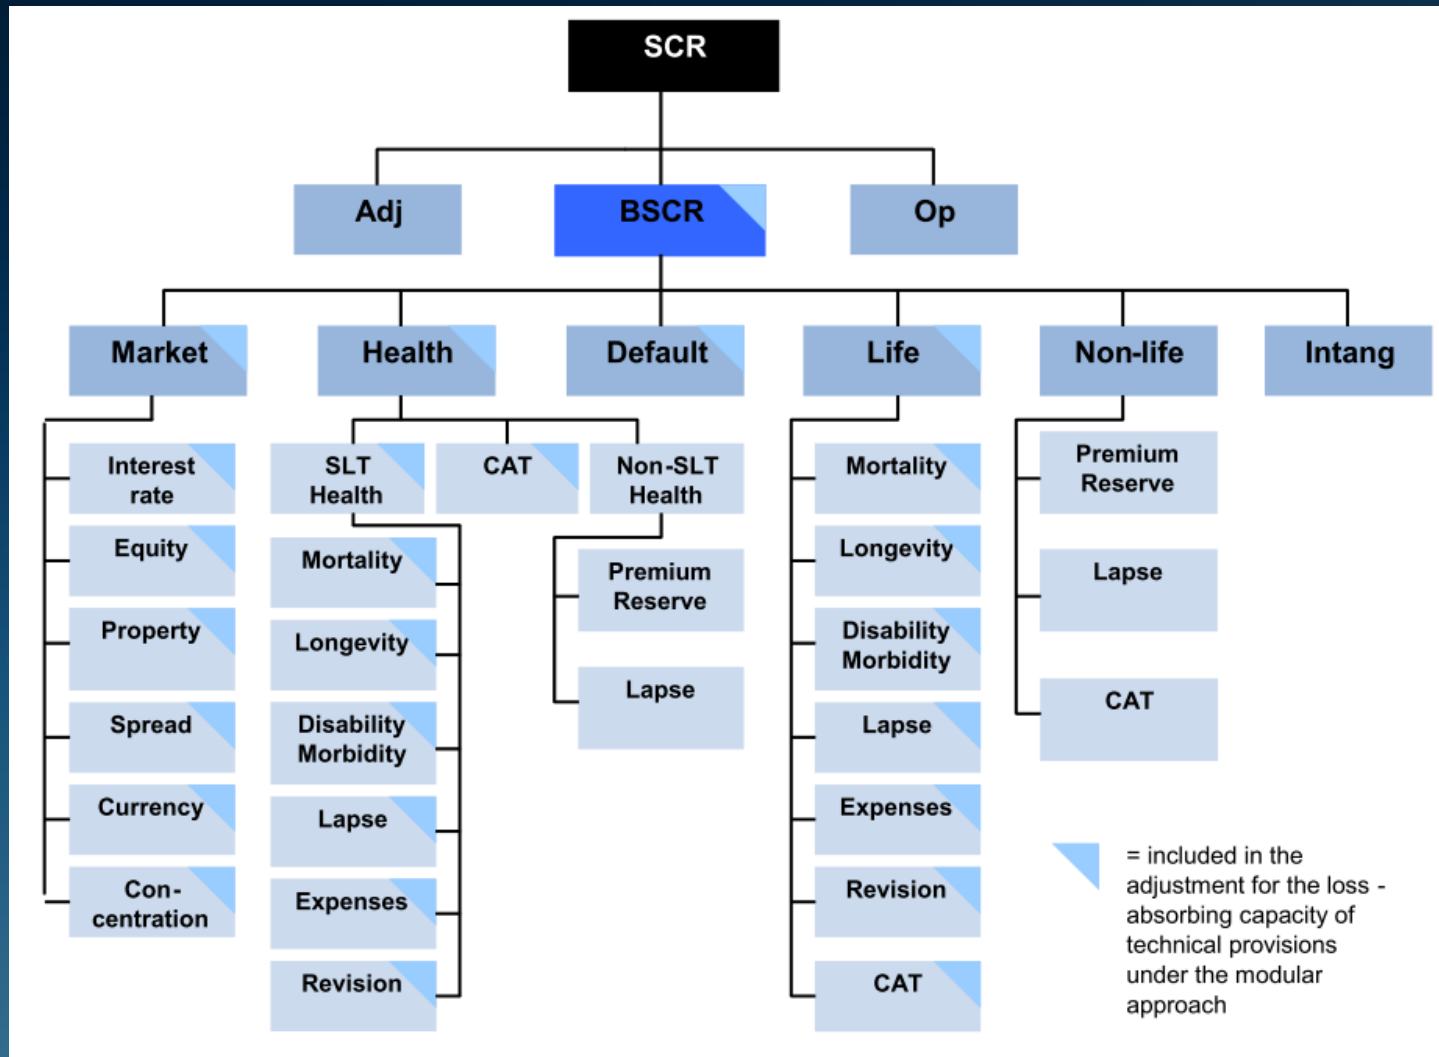 SCR
Adj
BSCR
Op
Market
Health
Default
Life
Non-life
Intang
Interest
rate
Equity
Property
Spread
Currency
Con-
centration
SLT
Health
CAT
Non-SLT
Health
Mortality
Longevity
Disability
Morbidity
Lapse
Expenses
Revision
Premium
Reserve
Lapse
Mortality
Longevity
Disability
Morbidity
Lapse
Expenses
Revision
CAT
Premium
Reserve
Lapse
CAT
= included in the
adjustment for the loss -
absorbing capacity of
technical provisions
under the modular
approach